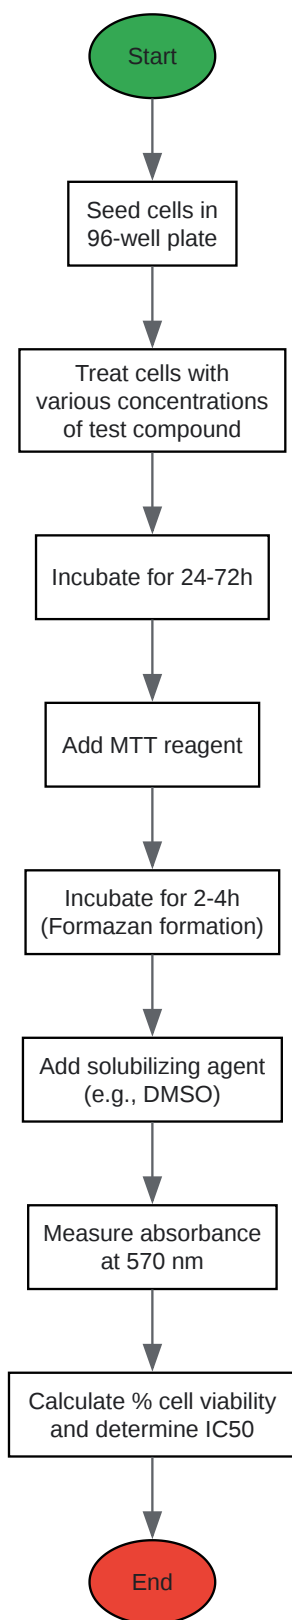 Start
Seed cells in
96-well plate
Treat cells with
various concentrations
of test compound
Incubate for 24-72h
Add MTT reagent
Incubate for 2-4h
(Formazan formation)
Add solubilizing agent
(e.g., DMSO)
Measure absorbance
at 570 nm
Calculate % cell viability
and determine IC50
End